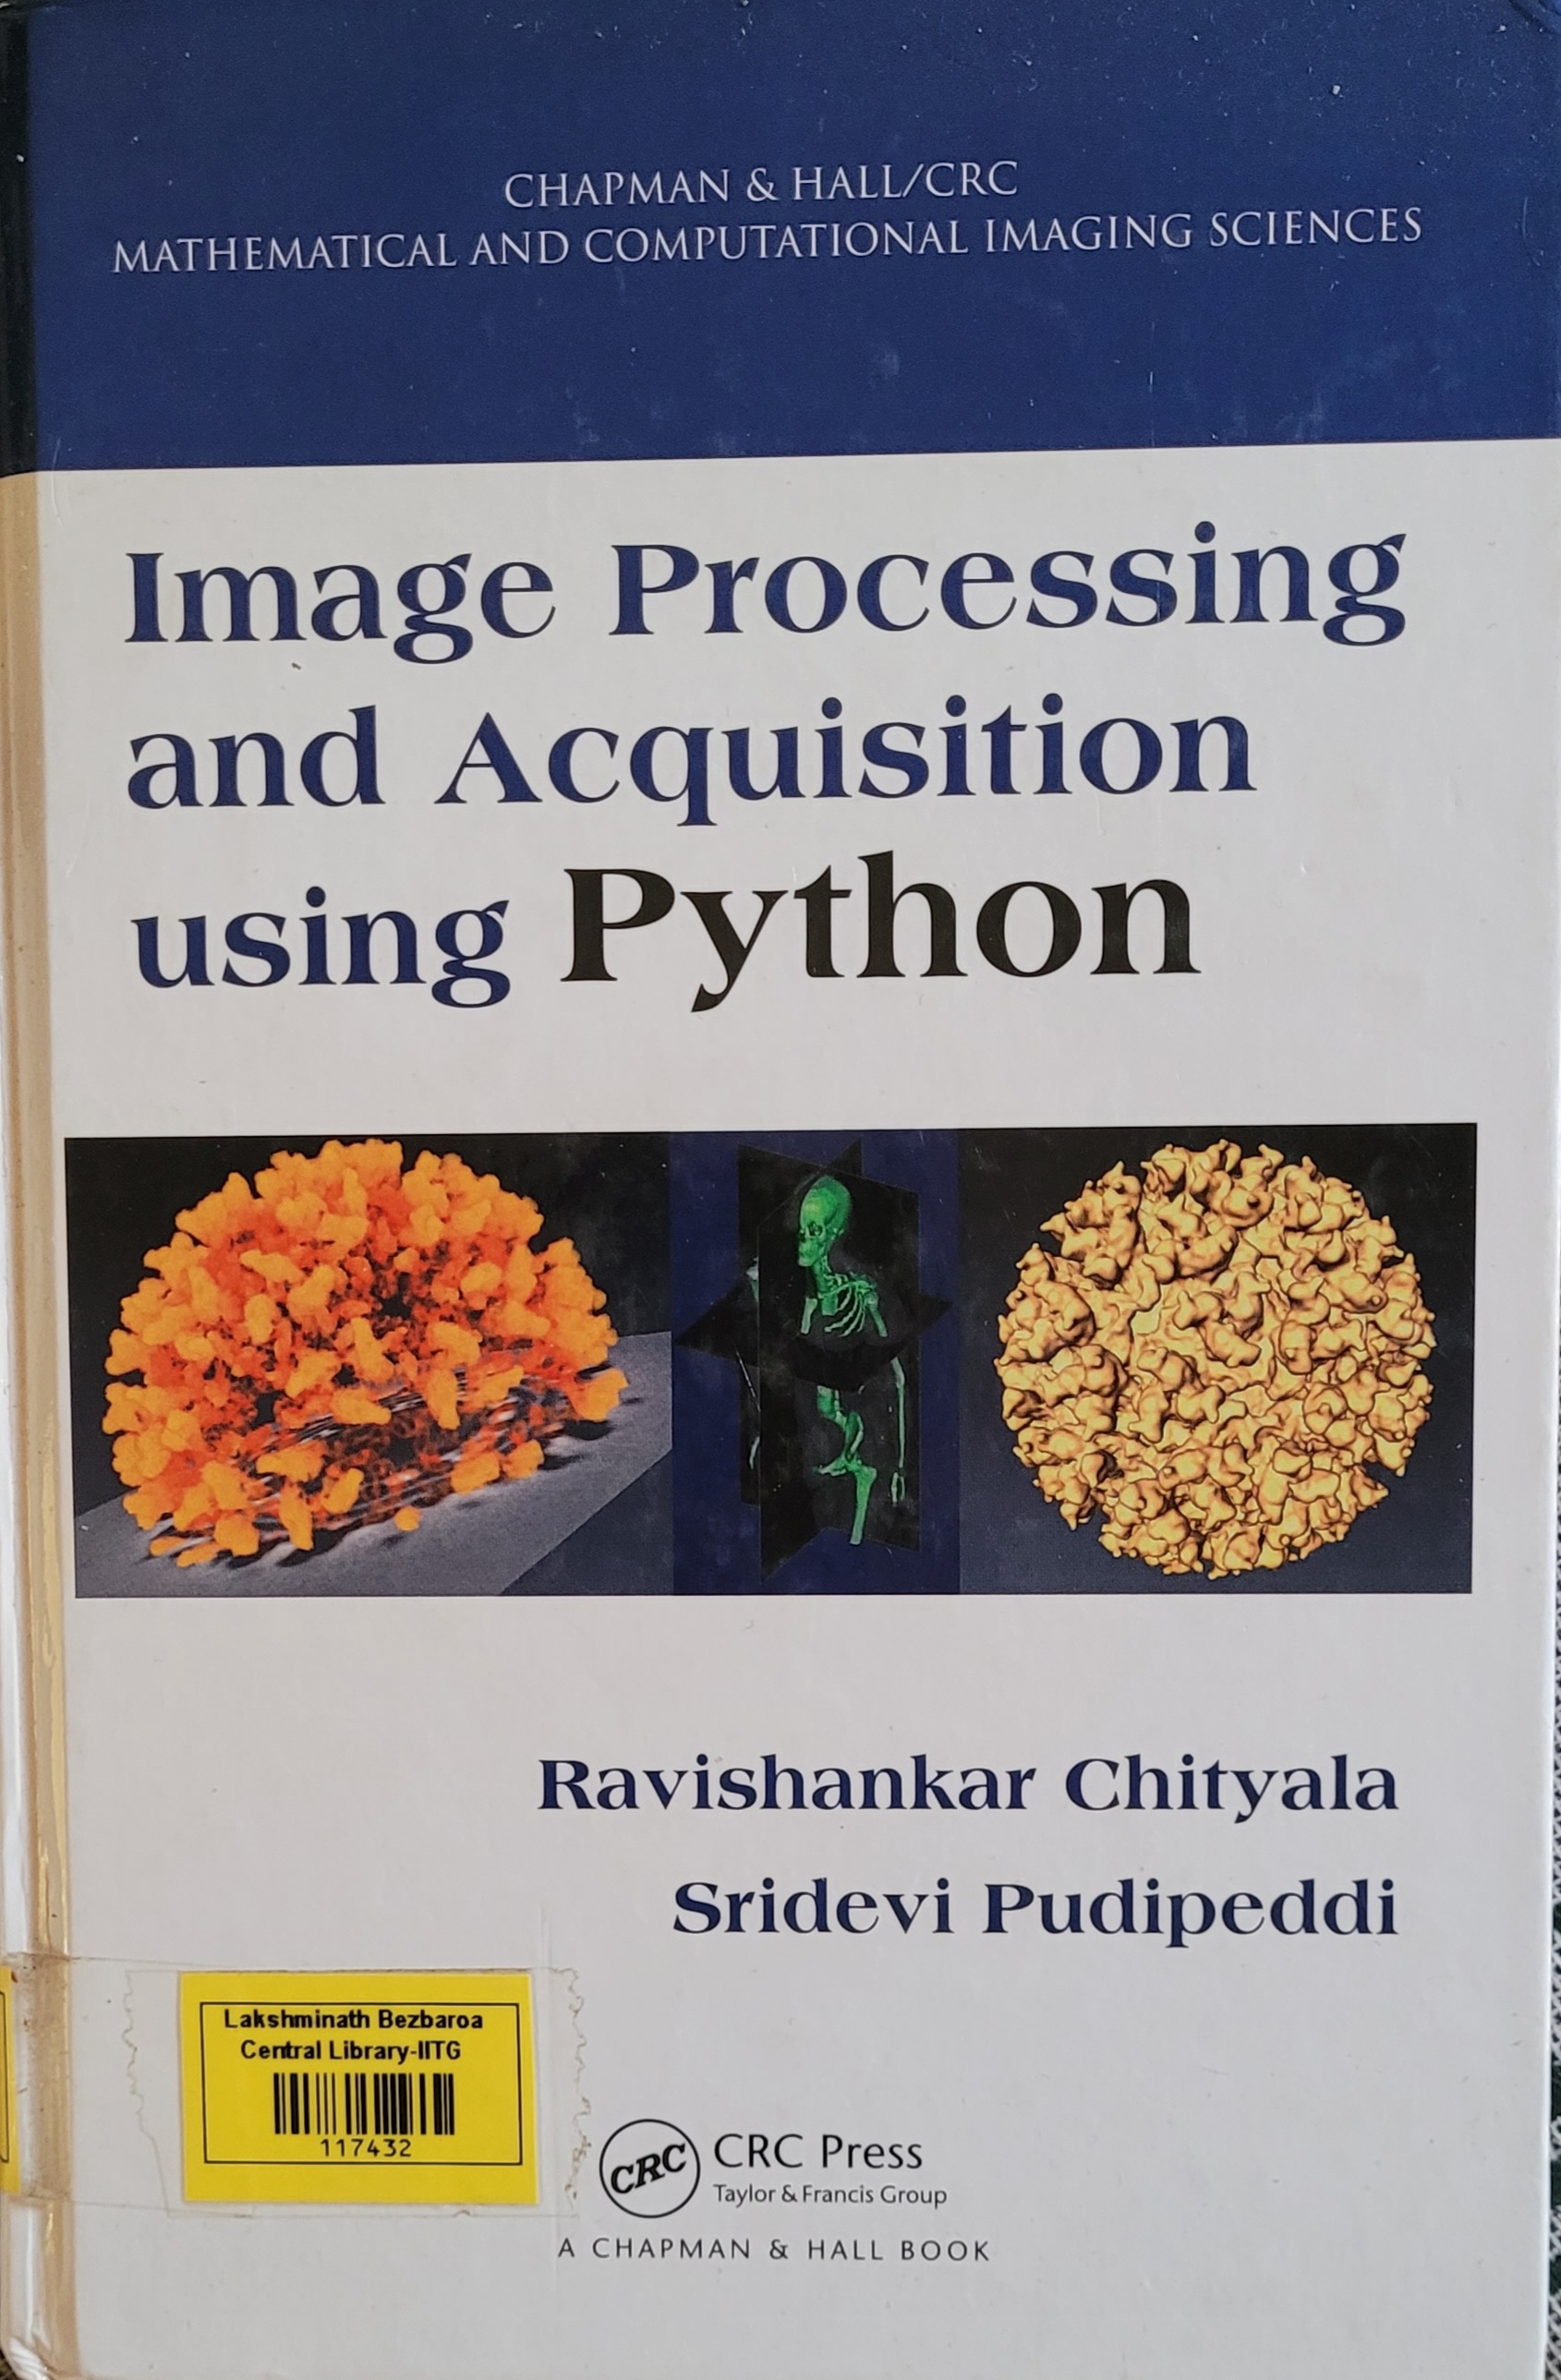 CHAPMAN & HALL/CRC
MATHEMATICAL AND COMPUTATIONAL IMAGING SCIENCES
Image Processing
and Acquisition
using Python
Ravishankar Chityala
Sridevi Pudipeddi
Lakshminath Bezbaroa
Central Library-IITG
117432
CRC
CRC Press
Taylor & Francis Group
A CHAPMAN & HALL BOOK